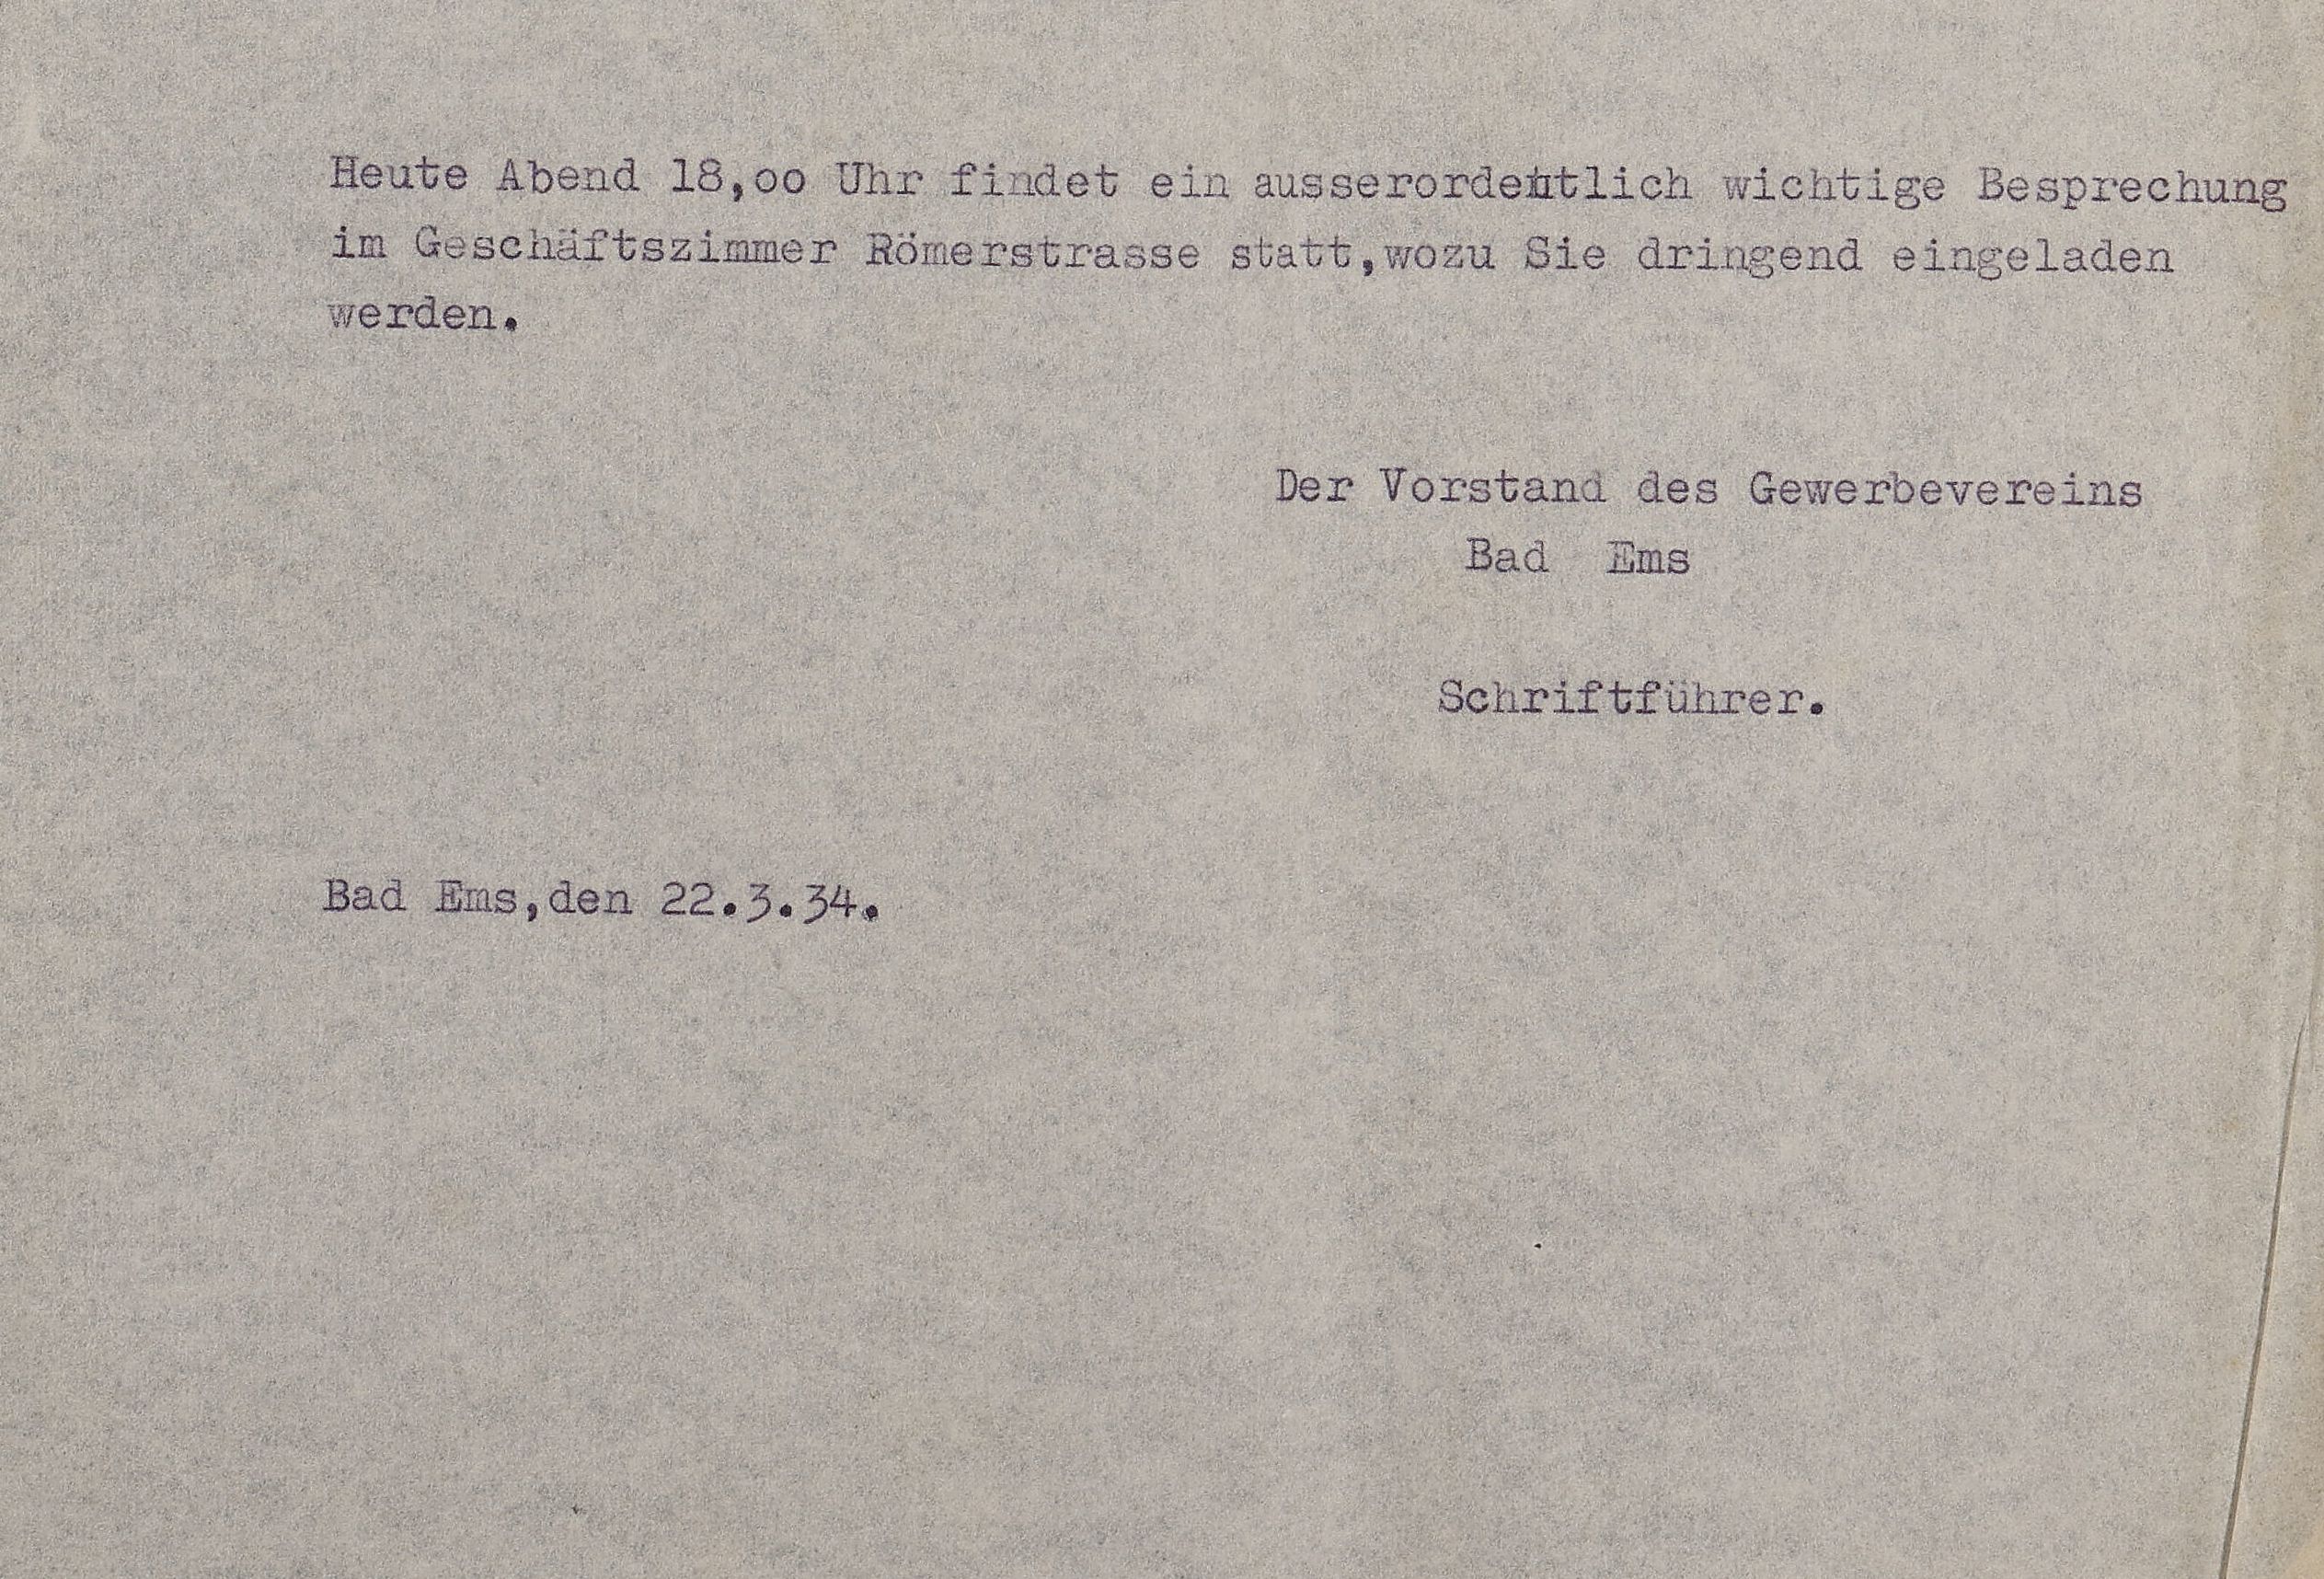 Heute Abend 18,oo Uhr findet ein ausserordentlich wichtige Besprechung
im Geschäftszimmer Römerstrasse statt,wozu Sie dringend eingeladen
werden.
Der Vorstand des Gewerbevereins
Bad Ems
Schriftführer.
Bad Ems,den 22.3.34.